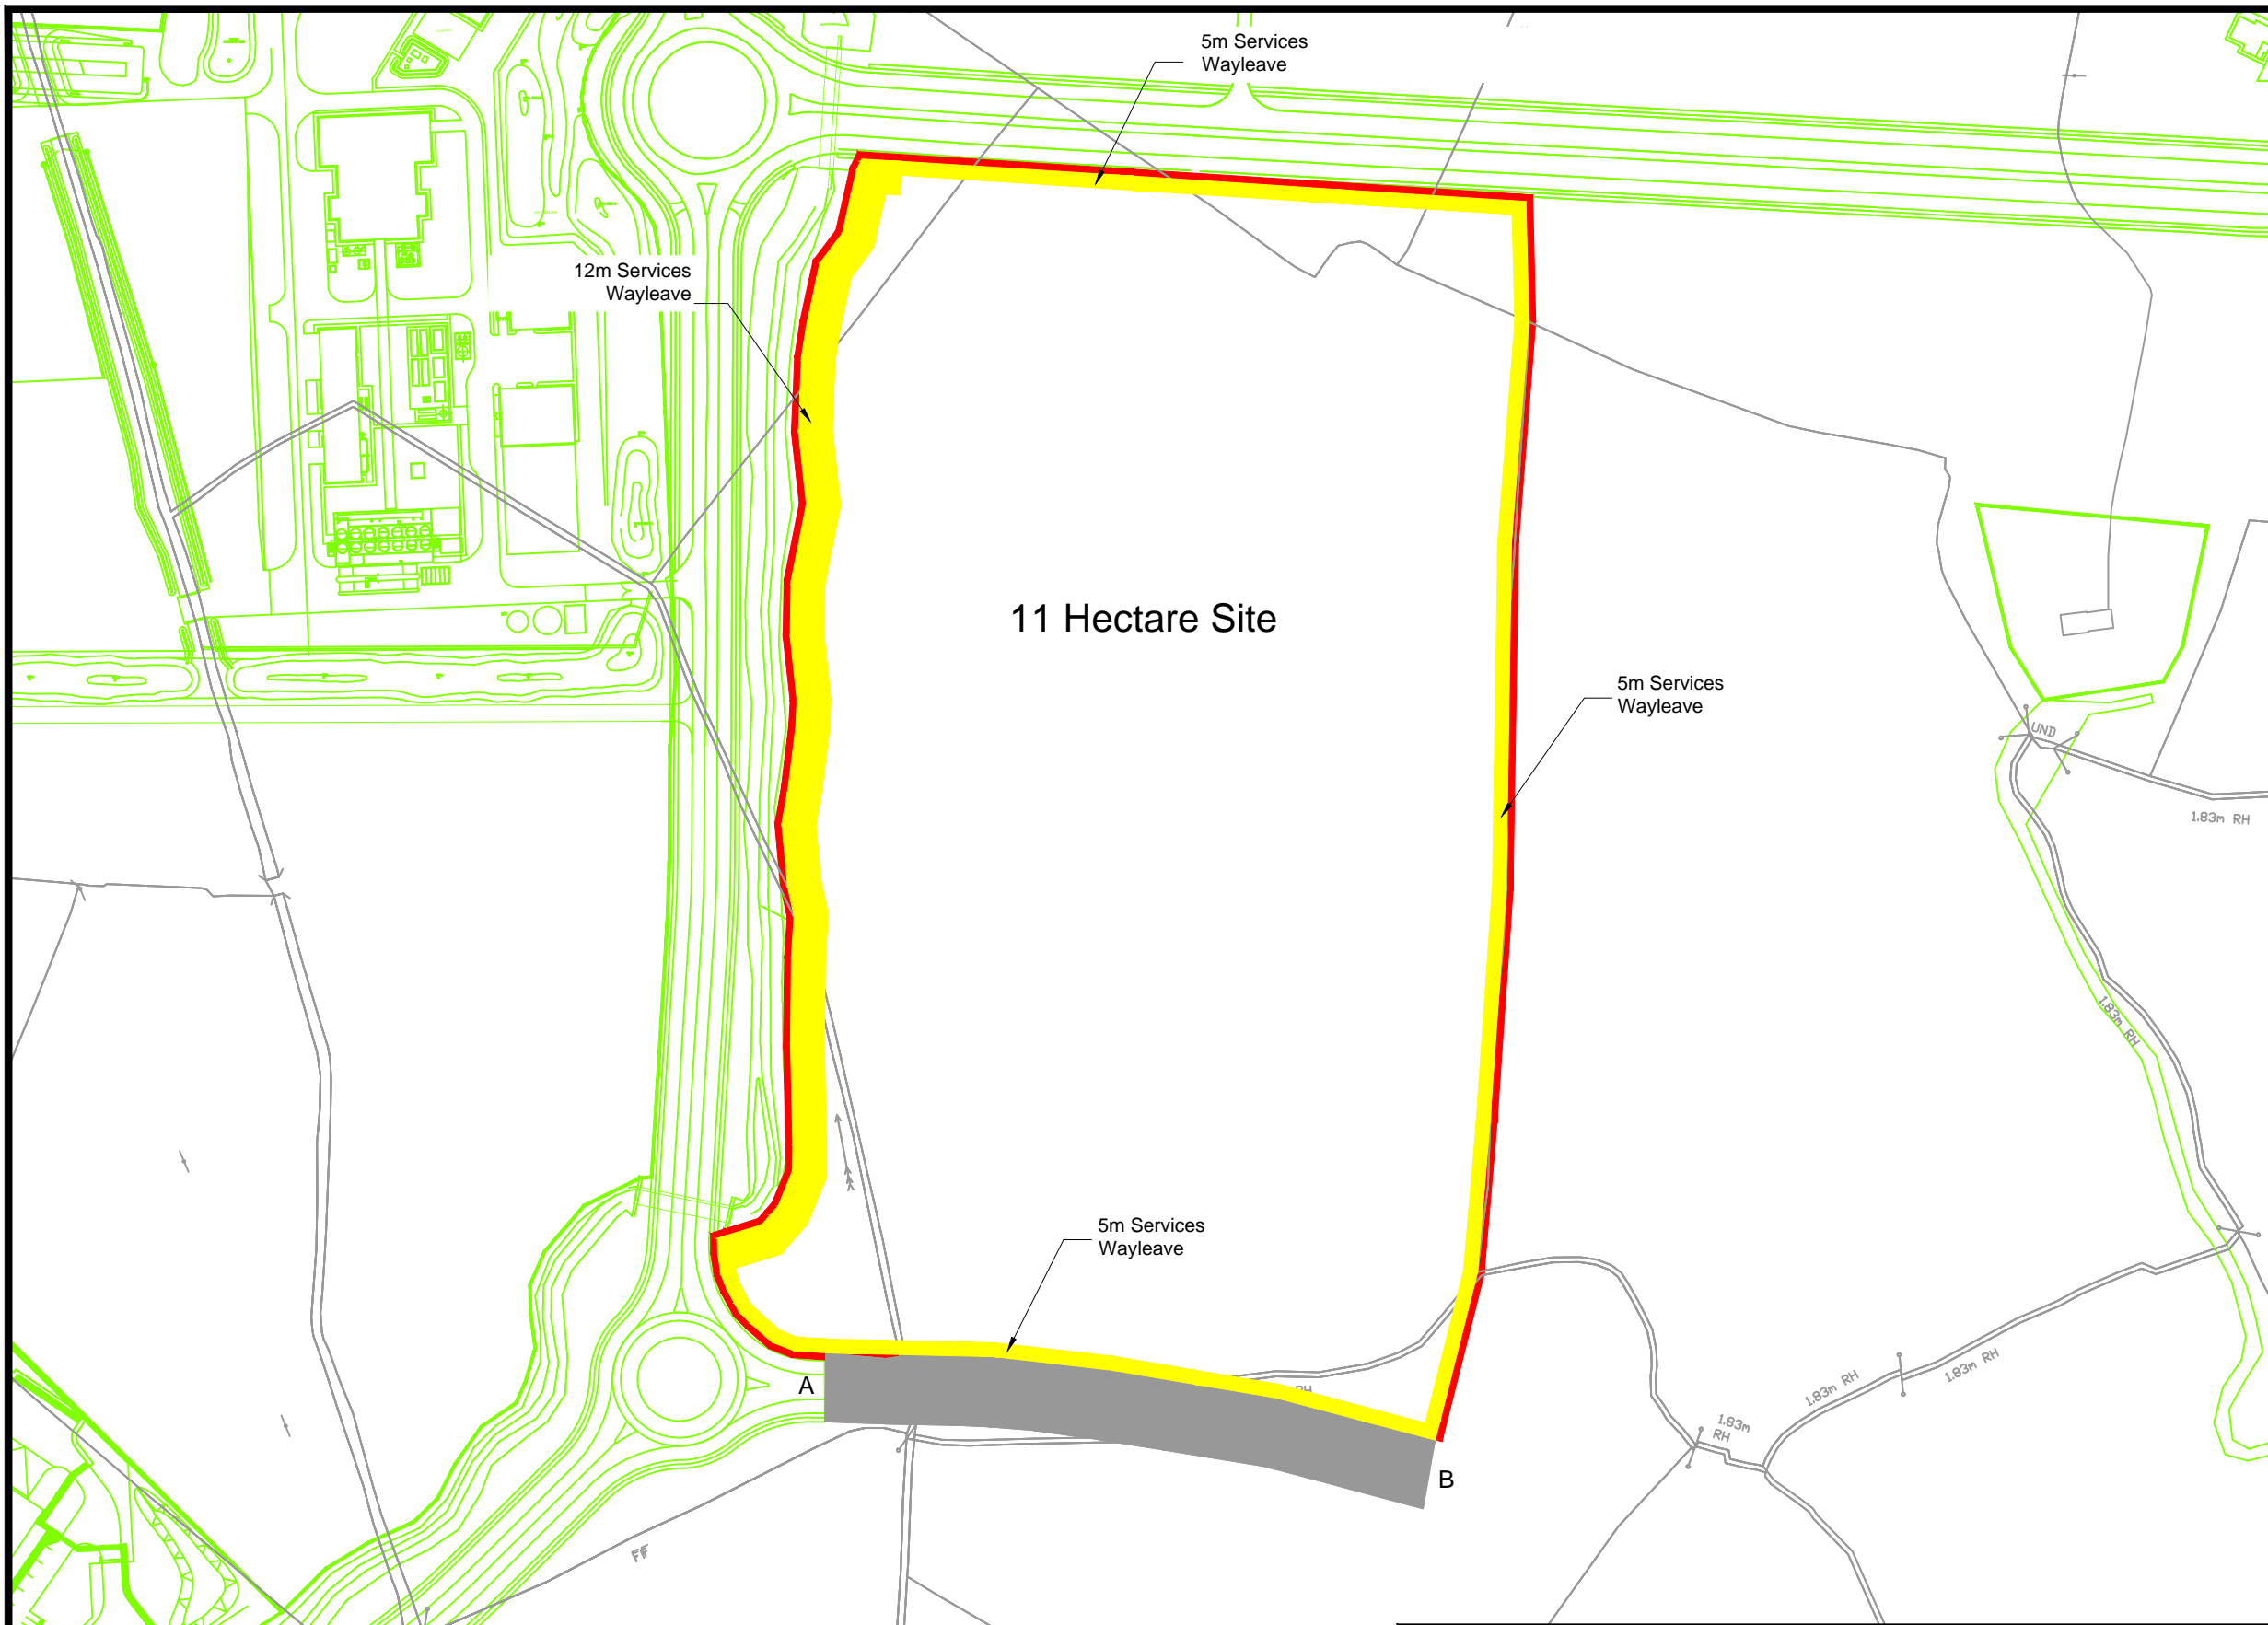 5m Services
Wayleave
12m Services
Wayleave
11 Hectare Site
5m Services
Wayleave
UND
1.83m RH
1.83m RH
5m Services
Wayleave
A
RH
1.83m RH
1.83m RH
1.83m
RH
B
FF